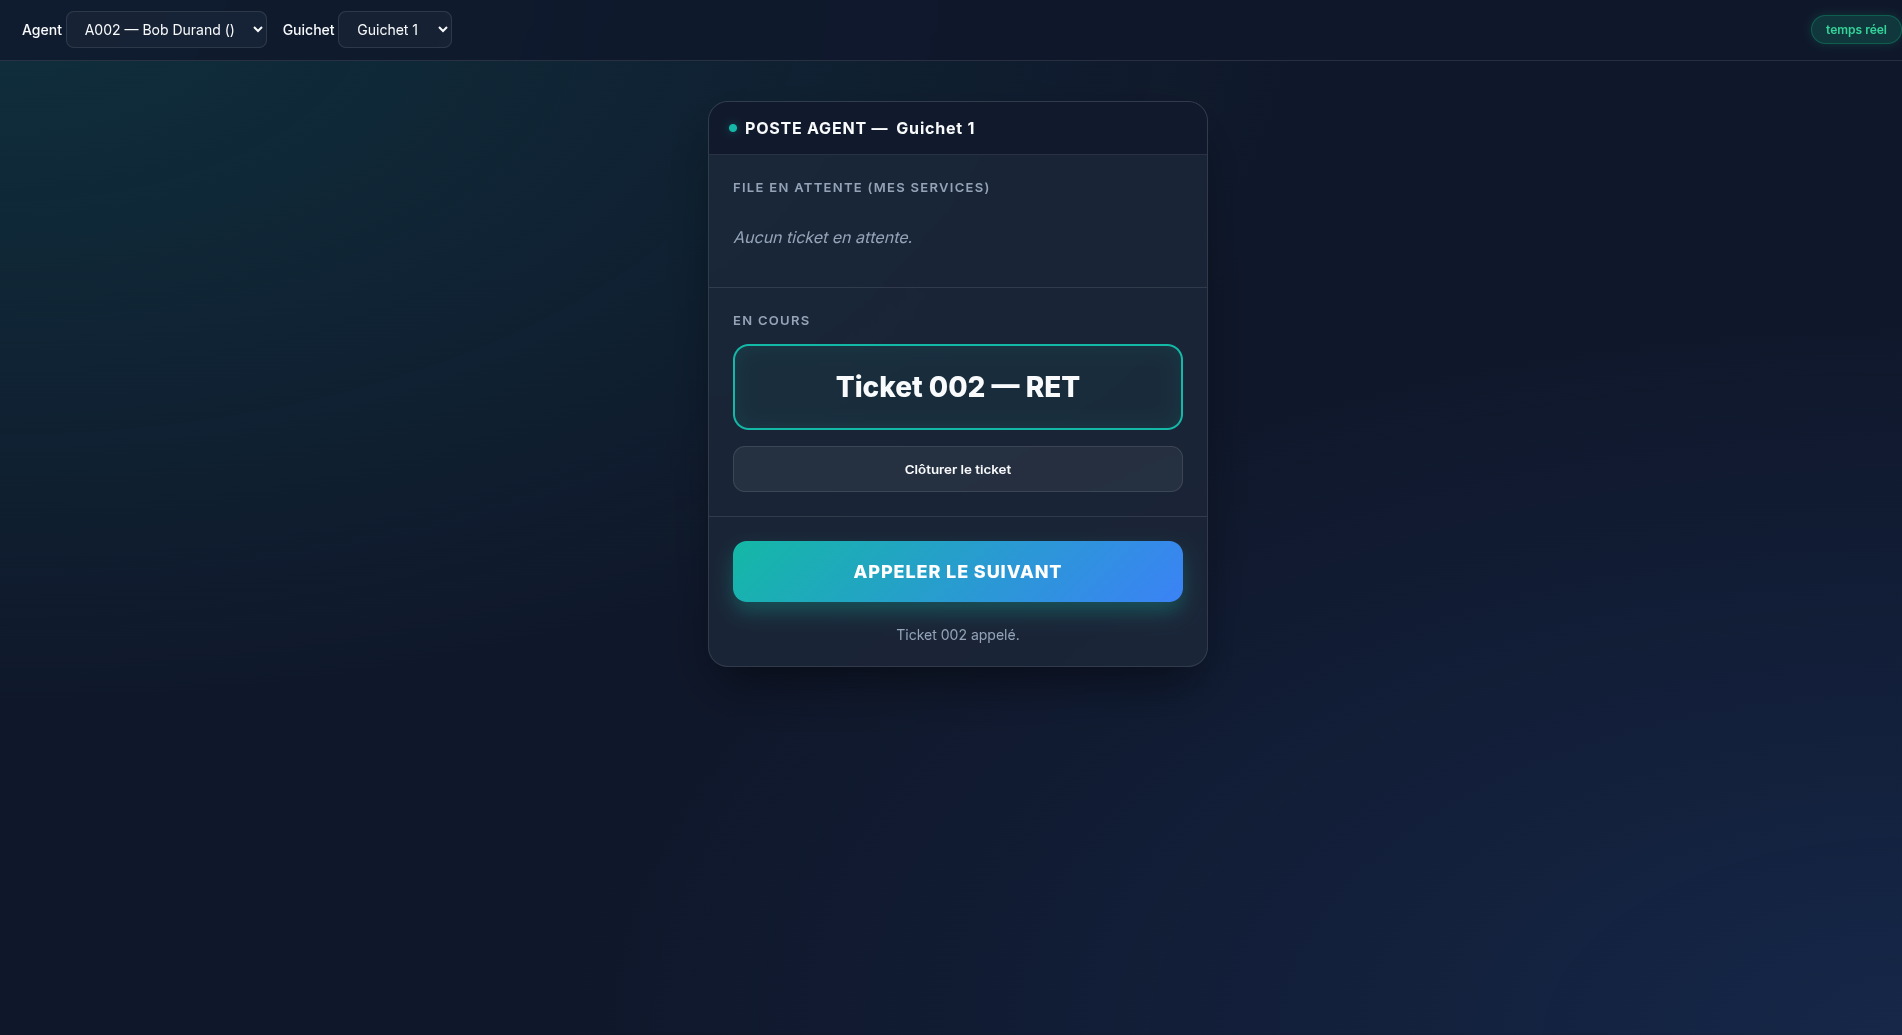 Agent A002 — Bob Durand () Guichet Guichet 1 temps réel
POSTE AGENT — Guichet 1
FILE EN ATTENTE (MES SERVICES)
Aucun ticket en attente.
EN COURS
Ticket 002 — RET
Clôturer le ticket
APPELER LE SUIVANT
Ticket 002 appelé.